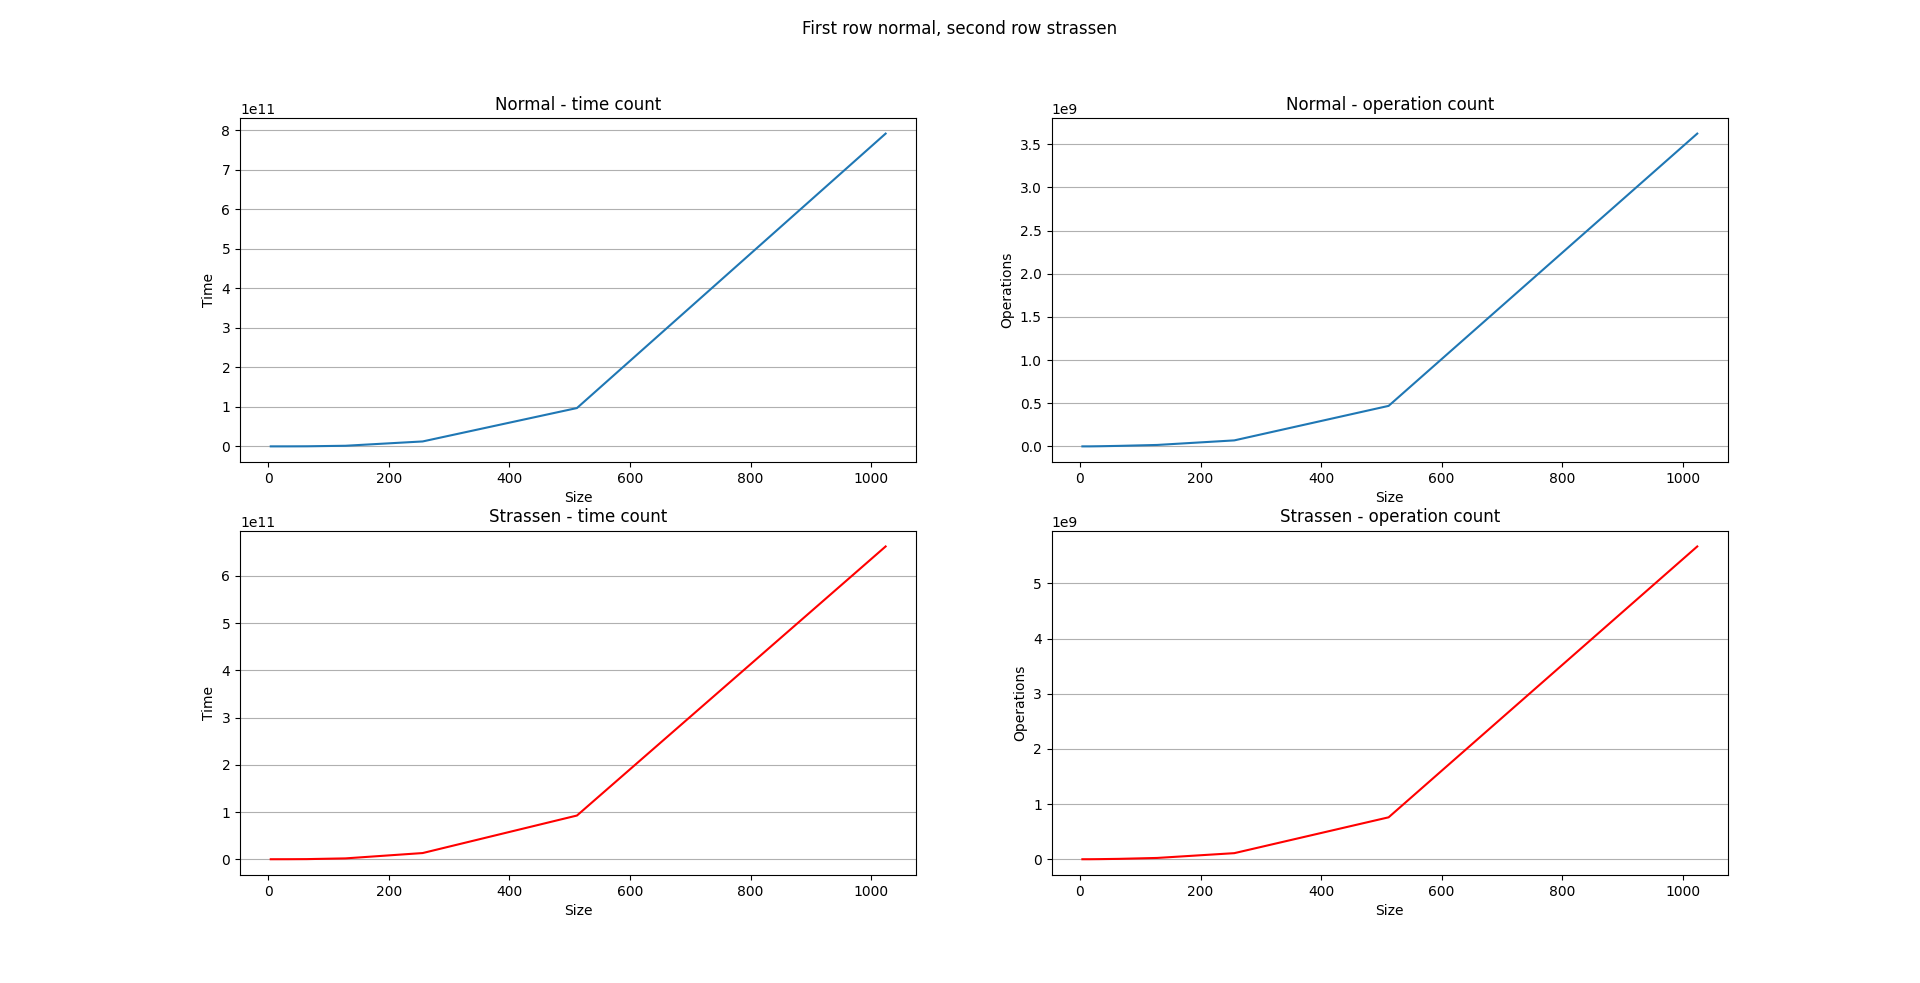 First row normal, second row strassen
Normal - time count
1e11
8
7
6
5
4
3
2
1
0
Time
0 200 400 600 800 1000
Size
Normal - operation count
1e9
3.5
3.0
2.5
2.0
1.5
1.0
0.5
0.0
Operations
0 200 400 600 800 1000
Size
Strassen - time count
1e11
6
5
4
3
2
1
0
Time
0 200 400 600 800 1000
Size
Strassen - operation count
1e9
5
4
3
2
1
0
Operations
0 200 400 600 800 1000
Size